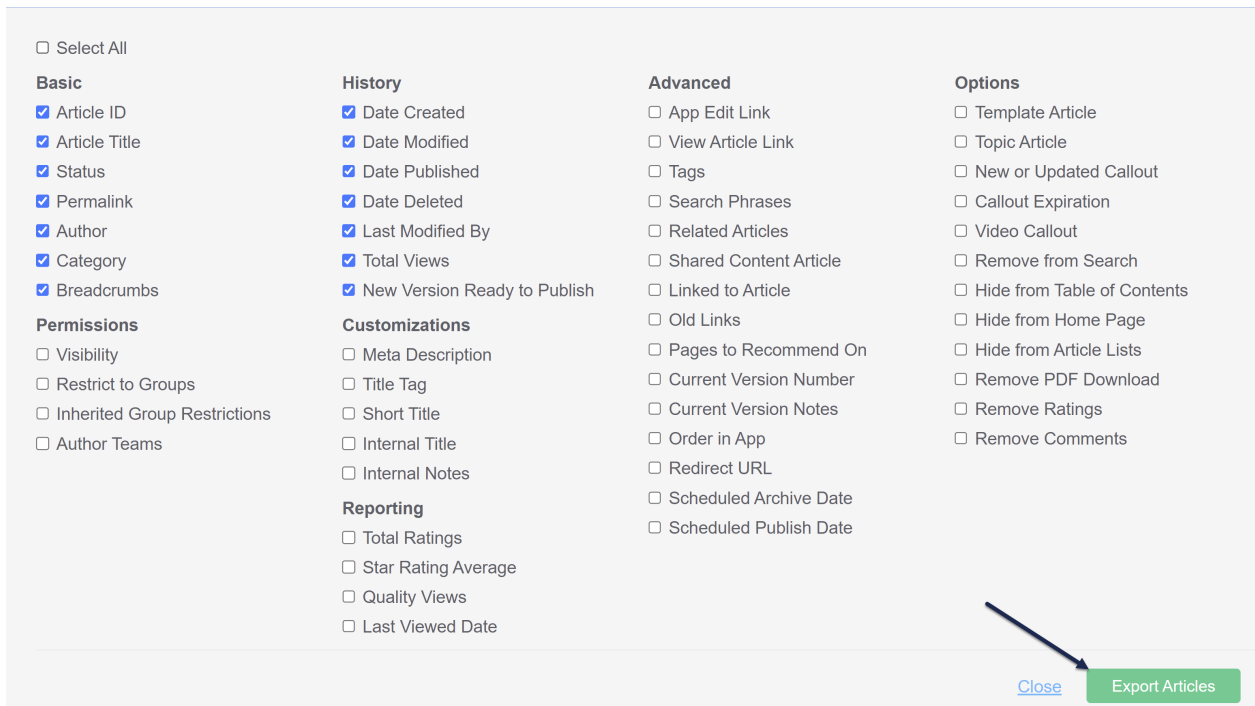 Select All
Basic
Article ID
Article Title
Status
Permalink
Author
Category
Breadcrumbs
Permissions
Visibility
Restrict to Groups
Inherited Group Restrictions
Author Teams
History
Date Created
Date Modified
Date Published
Date Deleted
Last Modified By
Total Views
New Version Ready to Publish
Customizations
Meta Description
Title Tag
Short Title
Internal Title
Internal Notes
Reporting
Total Ratings
Star Rating Average
Quality Views
Last Viewed Date
Advanced
App Edit Link
View Article Link
Tags
Search Phrases
Related Articles
Shared Content Article
Linked to Article
Old Links
Pages to Recommend On
Current Version Number
Current Version Notes
Order in App
Redirect URL
Scheduled Archive Date
Scheduled Publish Date
Options
Template Article
Topic Article
New or Updated Callout
Callout Expiration
Video Callout
Remove from Search
Hide from Table of Contents
Hide from Home Page
Hide from Article Lists
Remove PDF Download
Remove Ratings
Remove Comments
Close
Export Articles